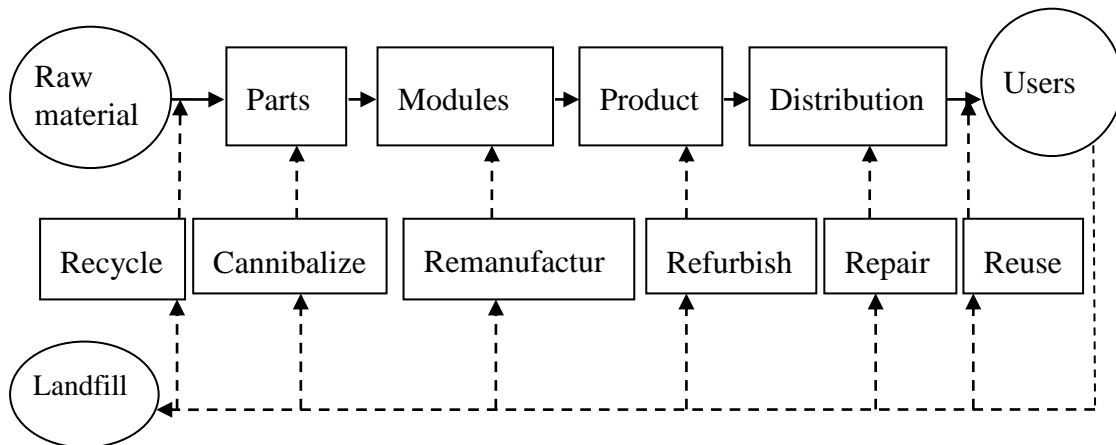 Raw
material
Parts
Modules
Product
Distribution
Users
Recycle
Cannibalize
Remanufactur
Refurbish
Repair
Reuse
Landfill